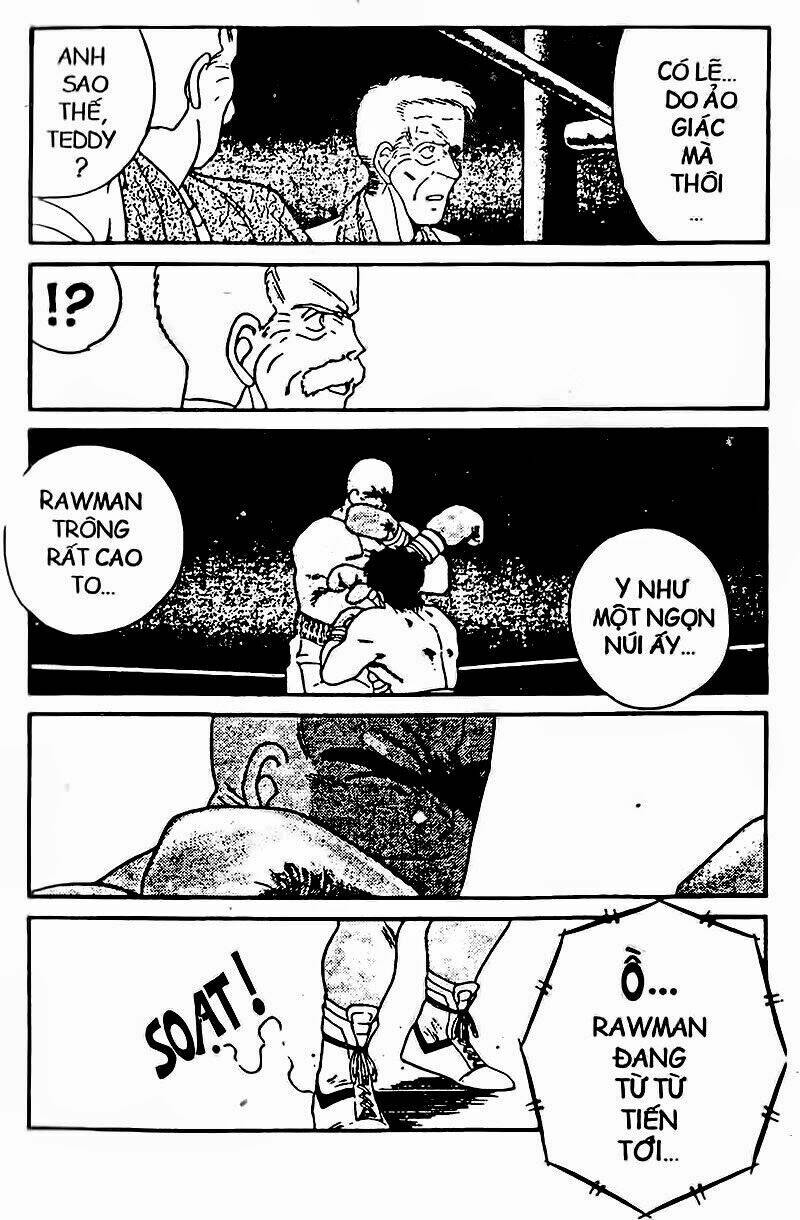 ANH
SAO
THẾ,
TEDDY
?
CÓ LẼ...
DO ẢO
GIÁC
MÀ
THÔI
...
!?
RAWMAN
TRÔNG
RẤT CAO
TO...
Y NHƯ
MỘT NGỌN
NÚI ẤY...
SOẠT!
Ồ...
RAWMAN
ĐANG
TỪ TỪ
TIẾN
TỚI...